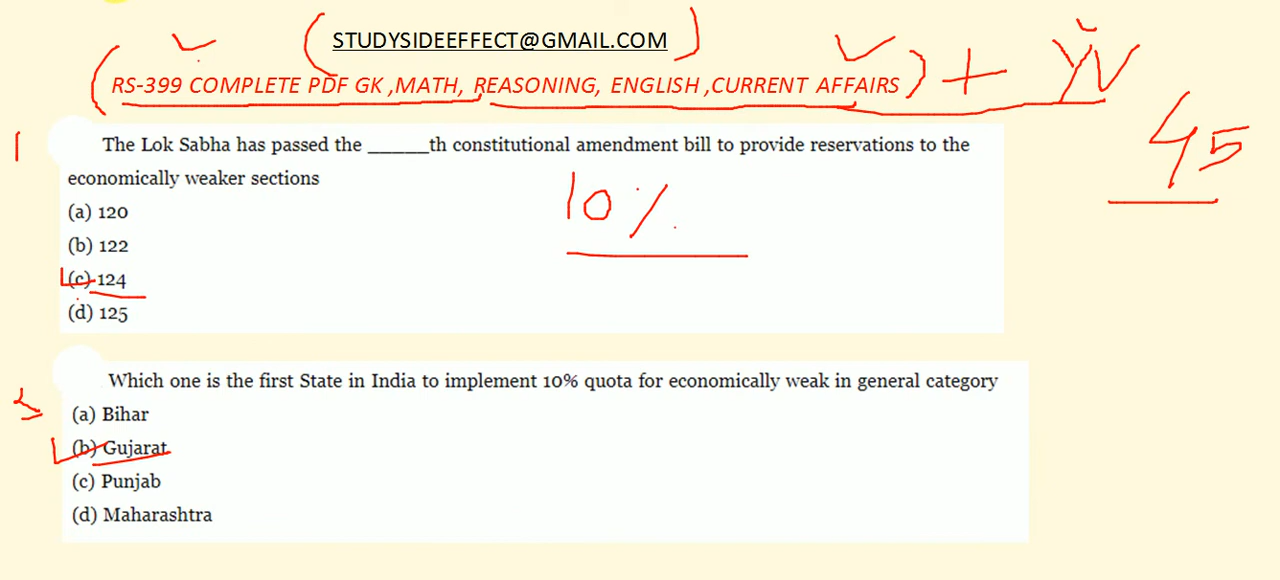 STUDYSIDEEFFECT@GMAIL.COM
RS-399 COMPLETE PDF GK ,MATH, REASONING, ENGLISH ,CURRENT AFFAIRS
45
1
The Lok Sabha has passed the _____th constitutional amendment bill to provide reservations to the
economically weaker sections
10%
(a) 120
(b) 122
(c) 124
(d) 125
Which one is the first State in India to implement 10% quota for economically weak in general category
(a) Bihar
(b) Gujarat
(c) Punjab
(d) Maharashtra